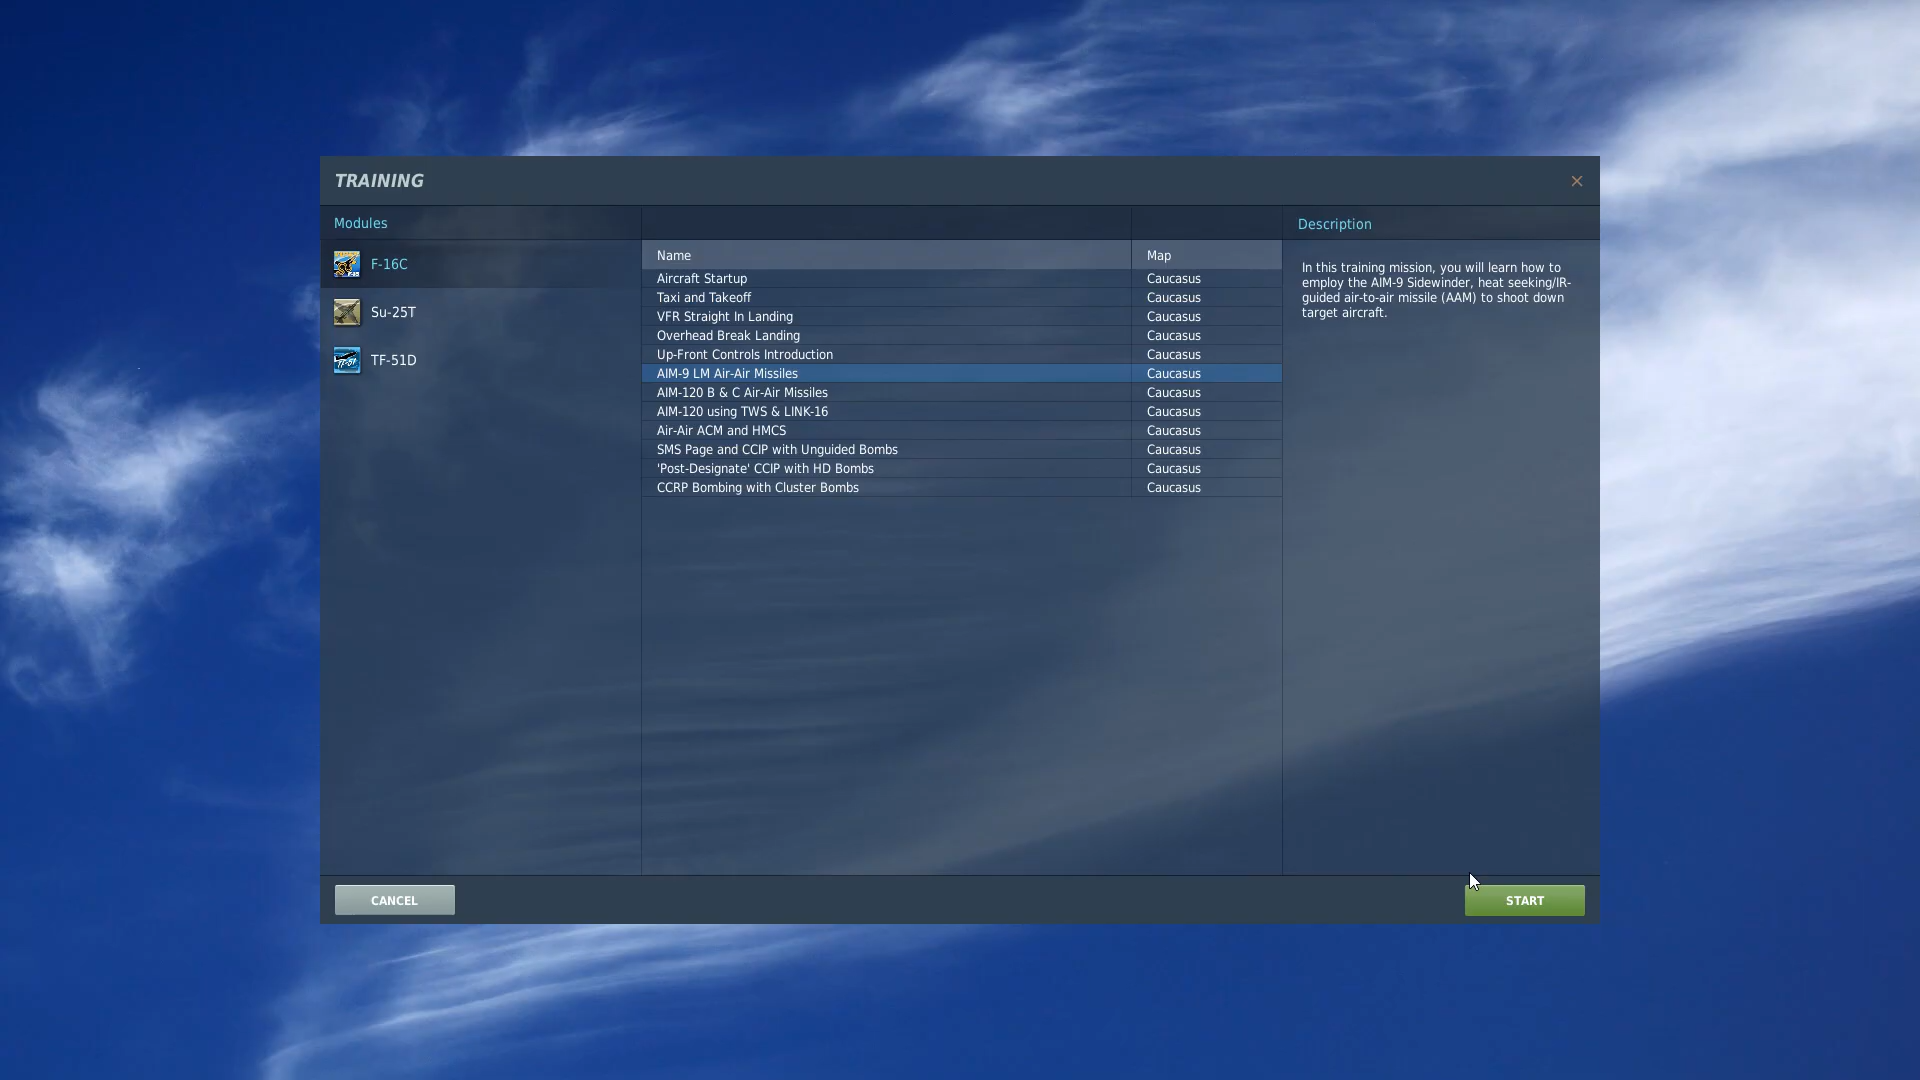 TRAINING
Modules
Description
F-16C
Su-25T
TF-51D
Name Map
Aircraft Startup Caucasus
Taxi and Takeoff Caucasus
VFR Straight In Landing Caucasus
Overhead Break Landing Caucasus
Up-Front Controls Introduction Caucasus
AIM-9 LM Air-Air Missiles Caucasus
AIM-120 B & C Air-Air Missiles Caucasus
AIM-120 using TWS & LINK-16 Caucasus
Air-Air ACM and HMCS Caucasus
SMS Page and CCIP with Unguided Bombs Caucasus
'Post-Designate' CCIP with HD Bombs Caucasus
CCRP Bombing with Cluster Bombs Caucasus
In this training mission, you will learn how to
employ the AIM-9 Sidewinder, heat seeking/IR-
guided air-to-air missile (AAM) to shoot down
target aircraft.
CANCEL
START